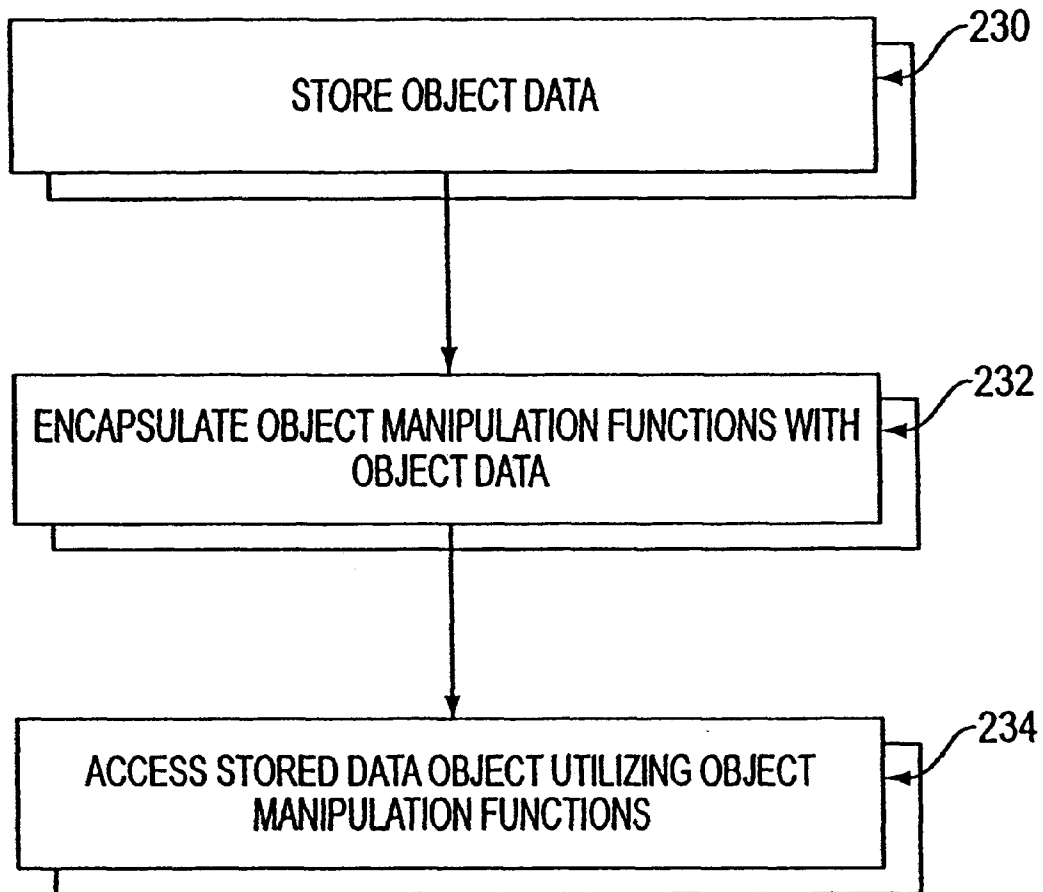 230
STORE OBJECT DATA
232
ENCAPSULATE OBJECT MANIPULATION FUNCTIONS WITH
OBJECT DATA
234
ACCESS STORED DATA OBJECT UTILIZING OBJECT
MANIPULATION FUNCTIONS